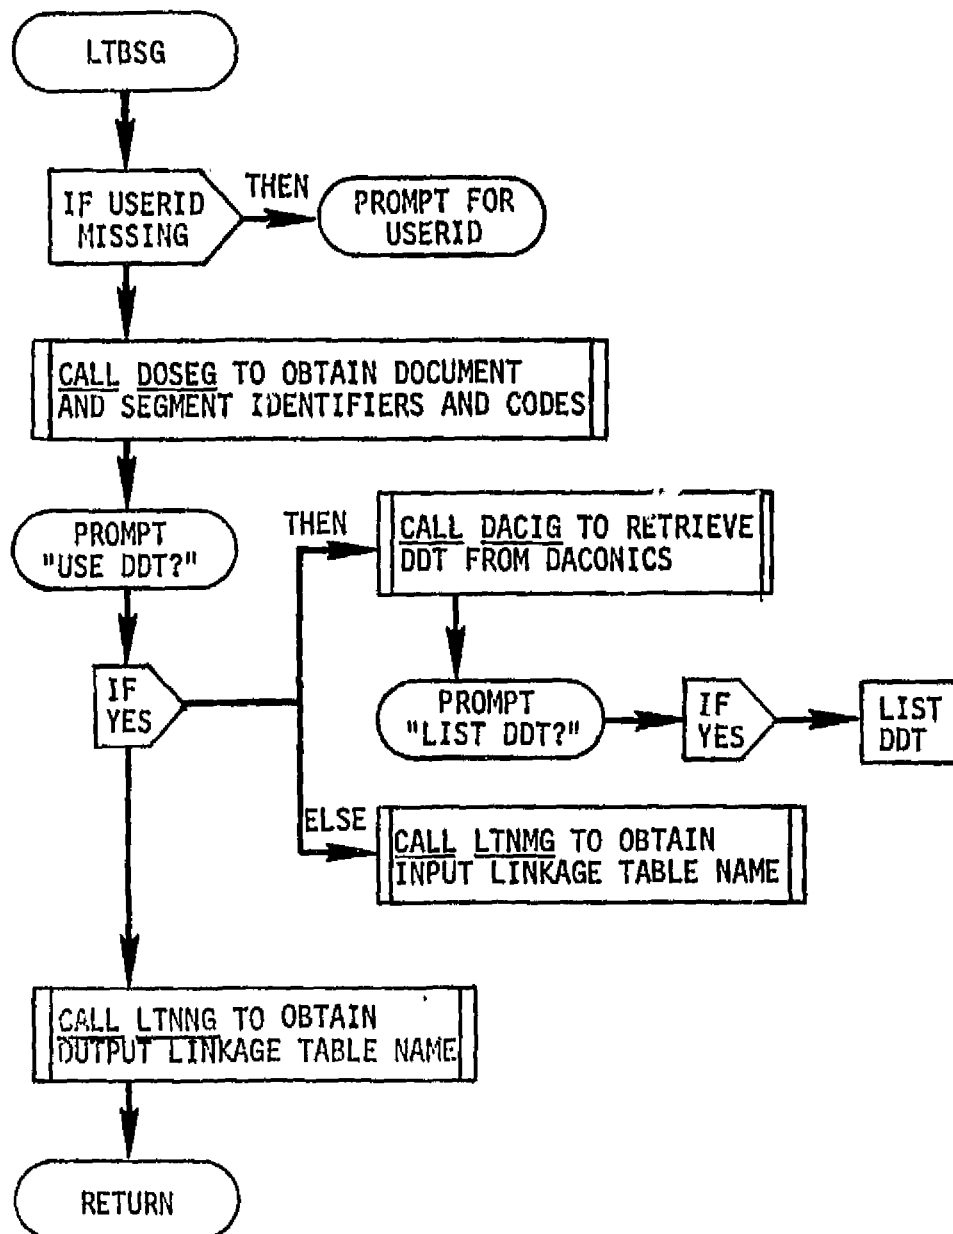 LTBSG
IF USERID
MISSING
THEN
PROMPT FOR
USERID
CALL DOSEG TO OBTAIN DOCUMENT
AND SEGMENT IDENTIFIERS AND CODES
PROMPT
"USE DDT?"
IF
YES
THEN
CALL DACIG TO RETRIEVE
DDT FROM DACONICS
PROMPT
"LIST DDT?"
IF
YES
LIST
DDT
ELSE
CALL LTNMG TO OBTAIN
INPUT LINKAGE TABLE NAME
CALL LTNNG TO OBTAIN
OUTPUT LINKAGE TABLE NAME
RETURN